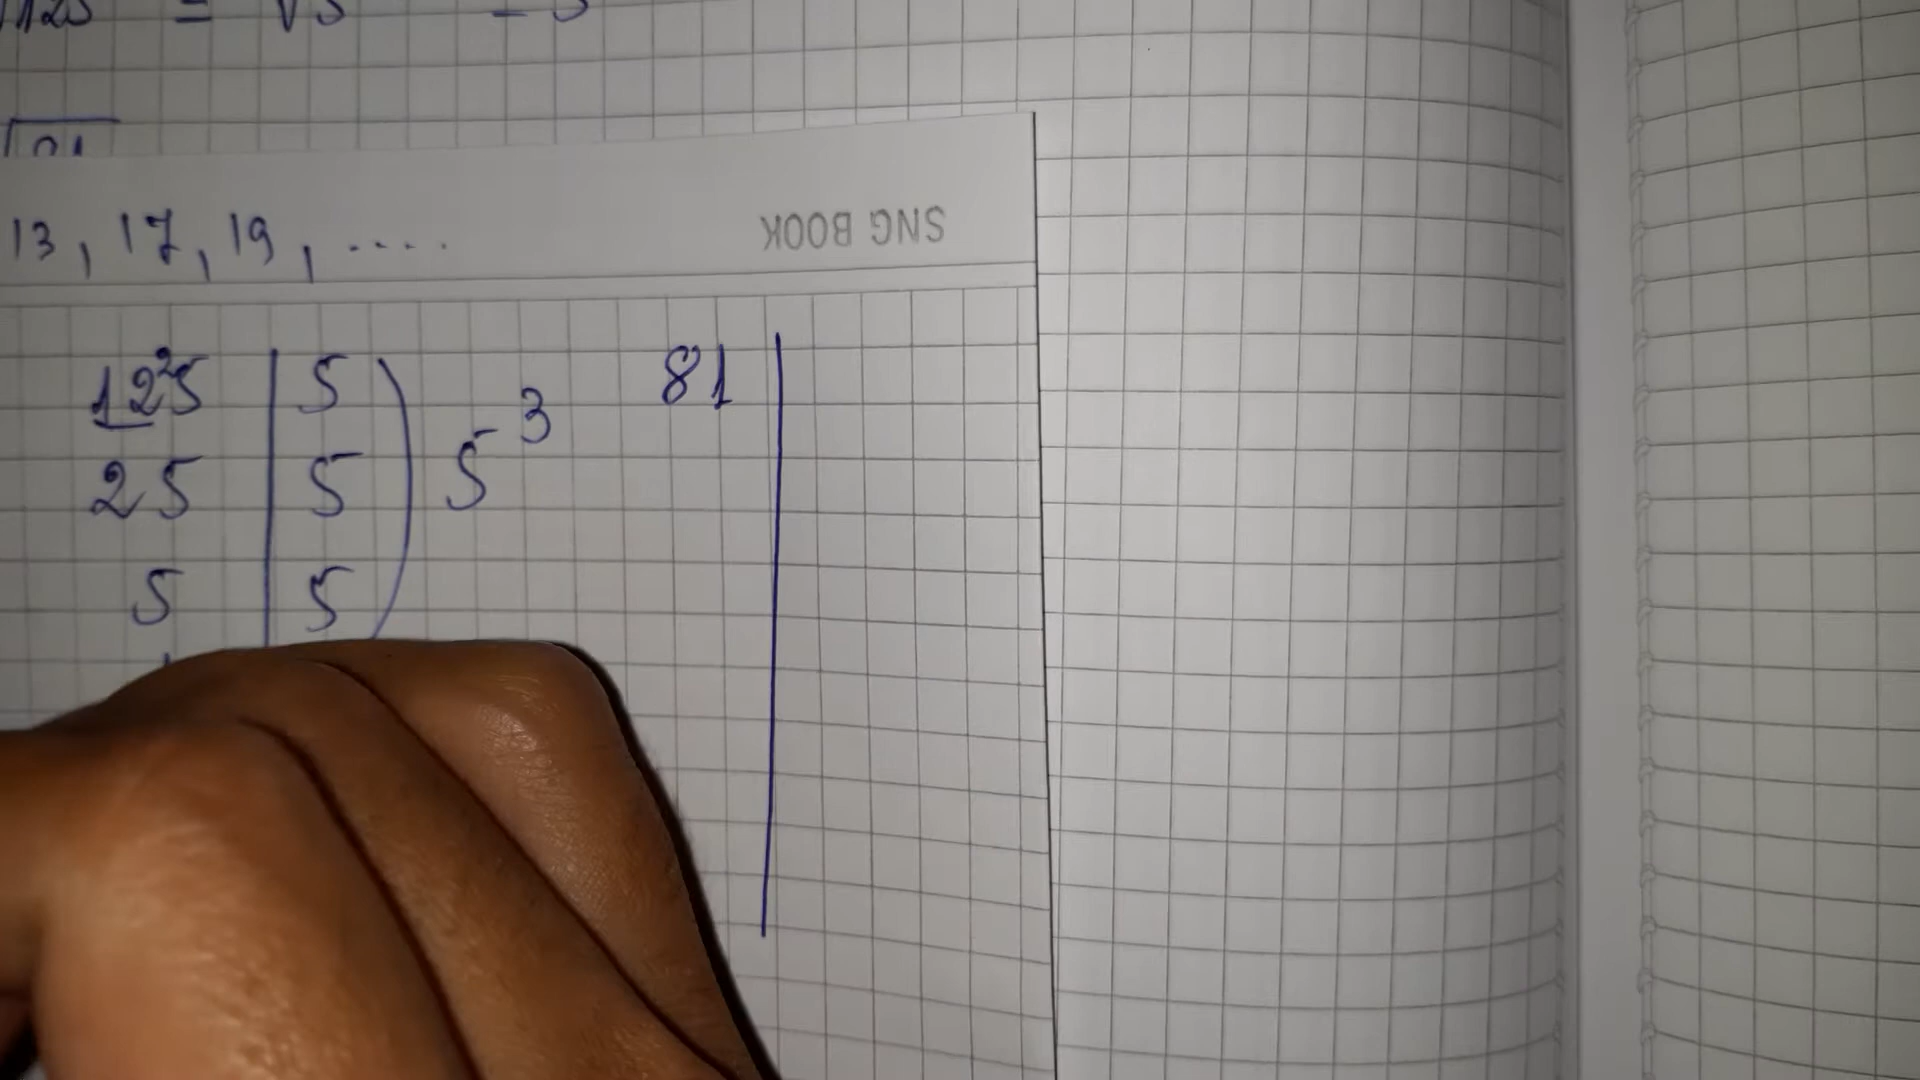 13, 17, 19, ....
SNG BOOK
125 | 5
25 | 5
5 | 5
5³
81 |